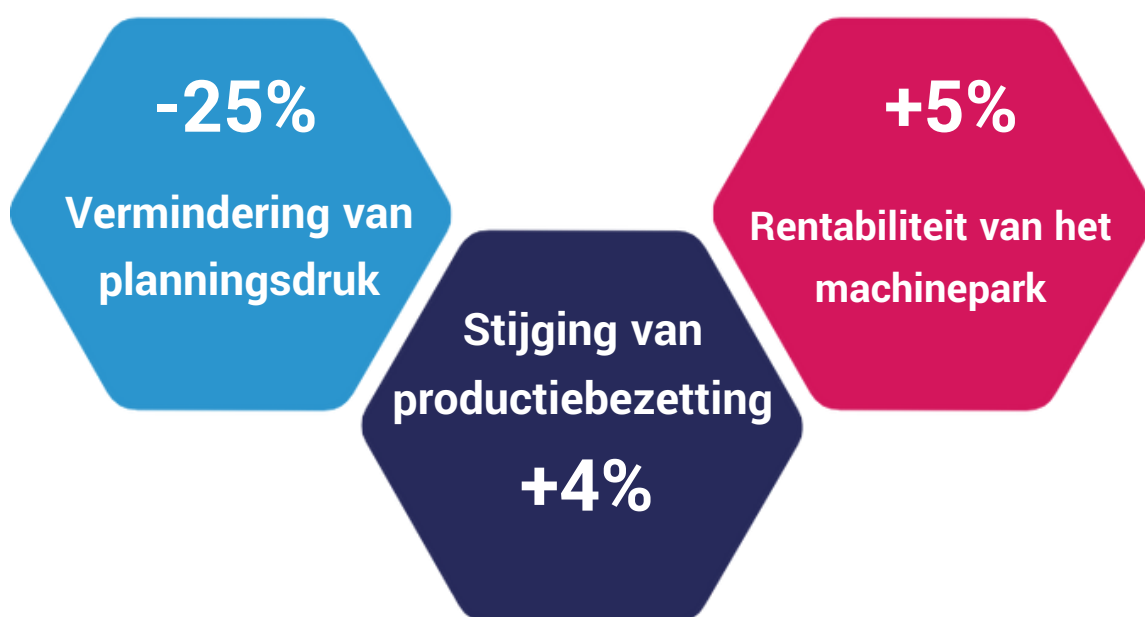 -25%
Vermindering van
planningsdruk
Stijging van
productiebezetting
+4%
+5%
Rentabiliteit van het
machinepark